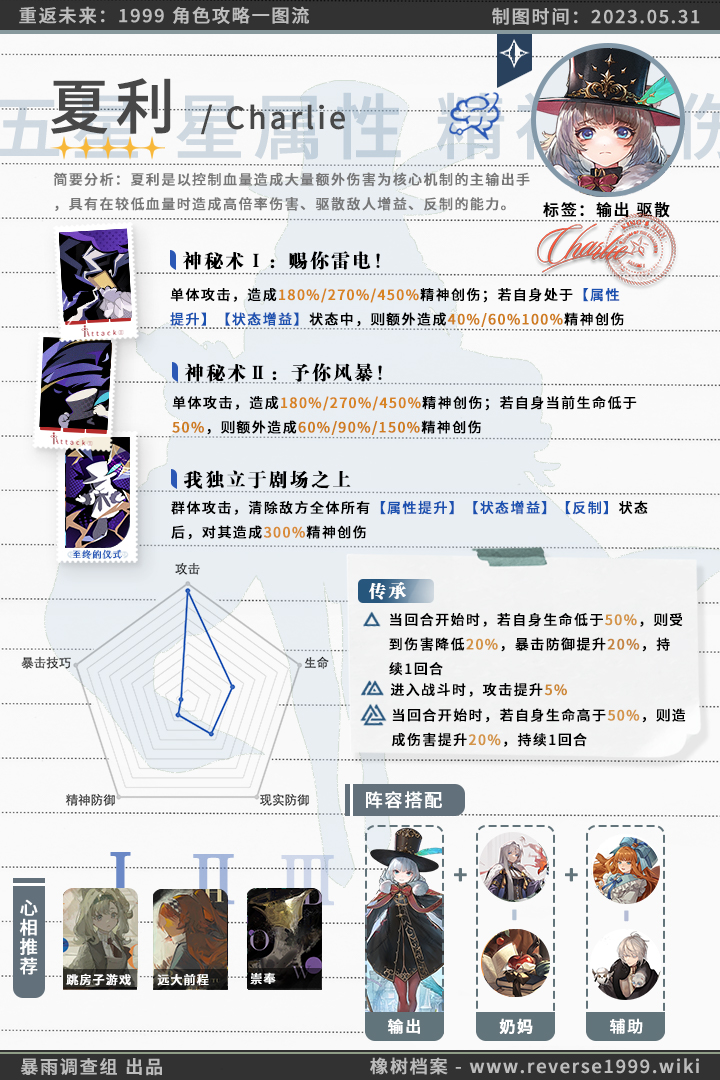 重返未来：1999 角色攻略一图流
制图时间：2023.05.31
五星 星属性 精神创伤
夏利 / Charlie
简要分析：夏利是以控制血量造成大量额外伤害为核心机制的主输出手
，具有在较低血量时造成高倍率伤害、驱散敌人增益、反制的能力。
标签：输出 驱散
Charlie
神秘术Ⅰ：赐你雷电！
单体攻击，造成180%/270%/450%精神创伤；若自身处于【属性
提升】【状态增益】状态中，则额外造成40%/60%100%精神创伤
Attack
神秘术Ⅱ：予你风暴！
单体攻击，造成180%/270%/450%精神创伤；若自身当前生命低于
50%，则额外造成60%/90%/150%精神创伤
Attack
我独立于剧场之上
群体攻击，清除敌方全体所有【属性提升】【状态增益】【反制】状态
后，对其造成300%精神创伤
至终的仪式
攻击
生命
现实防御
精神防御
暴击技巧
传承
当回合开始时，若自身生命低于50%，则受
到伤害降低20%，暴击防御提升20%，持
续1回合
进入战斗时，攻击提升5%
当回合开始时，若自身生命高于50%，则造
成伤害提升20%，持续1回合
阵容搭配
输出
+
奶妈
+
辅助
心相推荐
Ⅰ
Ⅱ
Ⅲ
跳房子游戏
远大前程
崇奉
暴雨调查组 出品
橡树档案 - www.reverse1999.wiki